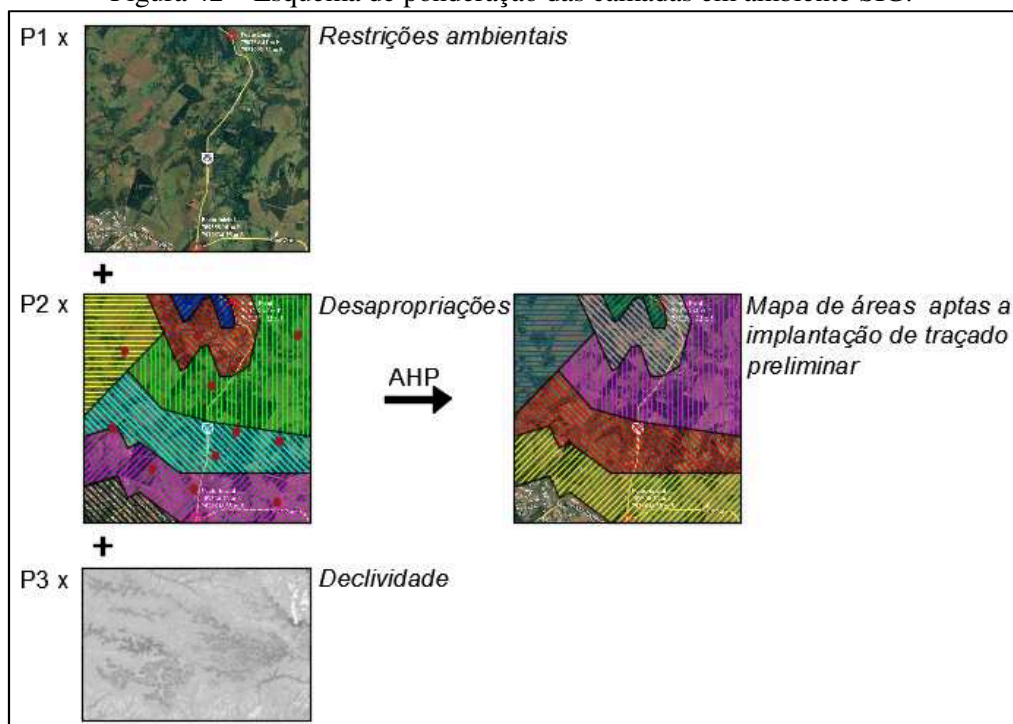 Figura 42 – Esquema de ponderação das camadas em ambiente SIG.
P1 x
Restrições ambientais
+
P2 x
Desapropriações
AHP
Mapa de áreas aptas a
implantação de traçado
preliminar
+
P3 x
Declividade